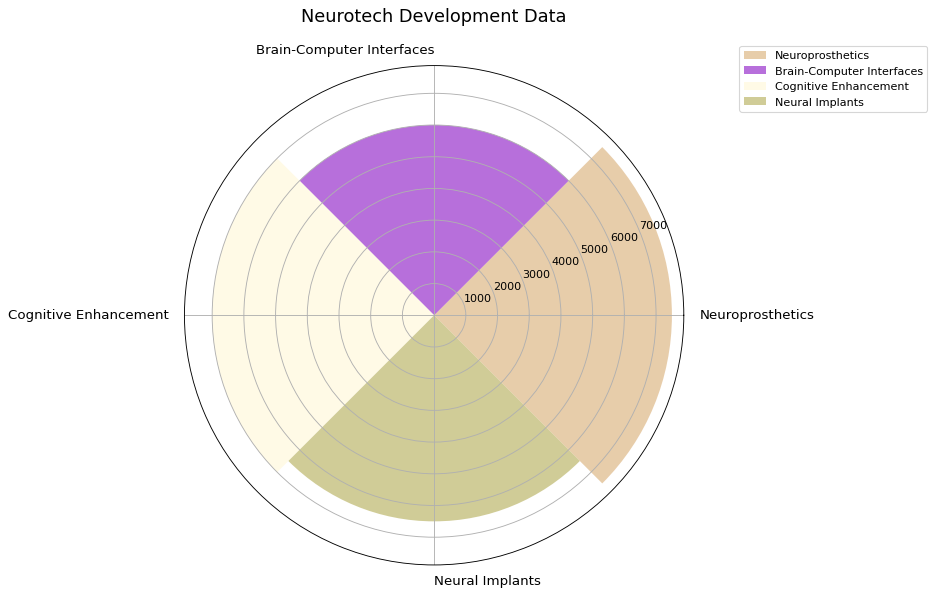 Neurotech Development Data
Brain-Computer Interfaces
Neuroprosthetics
Brain-Computer Interfaces
Cognitive Enhancement
Neural Implants
7000
6000
5000
4000
3000
2000
1000
Cognitive Enhancement
Neuroprosthetics
Neural Implants